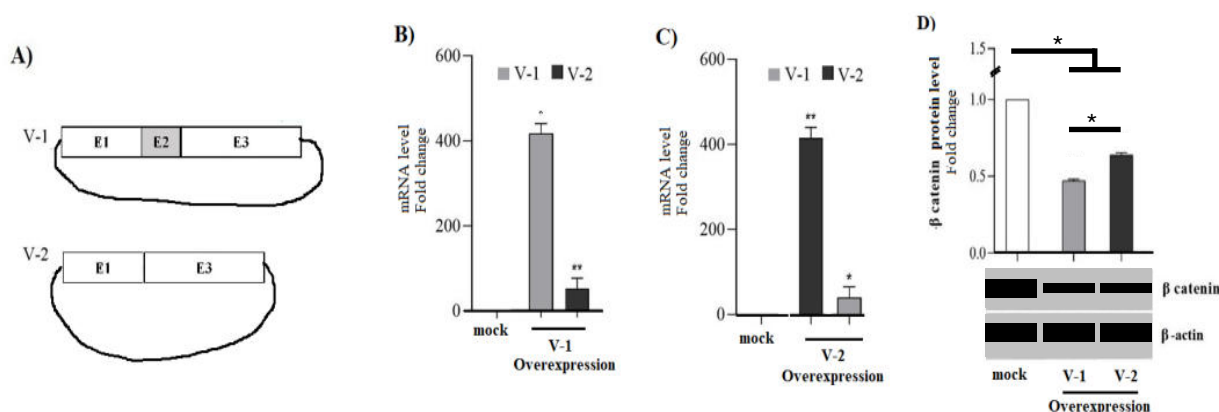 A)
V-1
E1 E2 E3
V-2
E1 E3
B)
600
400
200
0
mRNA level
Fold change
V-1 V-2
*
**
mock
V-1
Overexpression
C)
600
400
200
0
mRNA level
Fold change
V-1 V-2
**
*
mock
V-2
Overexpression
D)
1.5
1.0
0.5
0.0
-β catenin protein level
Fold change
*
*
β catenin
β-actin
mock
V-1 V-2
Overexpression